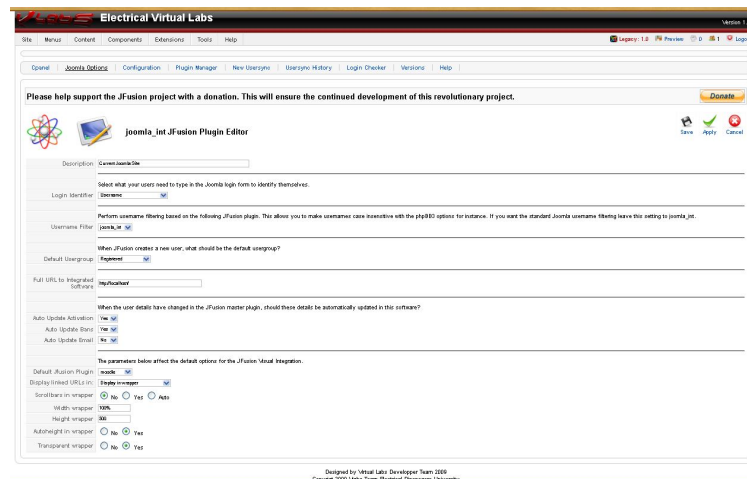 VLabs Electrical Virtual Labs
Version 1.
Site Menus Content Components Extensions Tools Help Legacy: 1.0 Preview 0 1 Logo
Cpanel Joomla Options Configuration Plugin Manager New Usersync Usersync History Login Checker Versions Help
Please help support the JFusion project with a donation. This will ensure the continued development of this revolutionary project. Donate
joomla_int JFusion Plugin Editor
Save Apply Cancel
Description Current Joomla Site
Select what your users need to type in the Joomla login form to identify themselves.
Login Identifier Username
Perform username filtering based on the following JFusion plugin. This allows you to make usernames case insensitive with the phpBB3 options for instance. If you want the standard Joomla username filtering leave this setting to joomla_int.
Username Filter joomla_int
When JFusion creates a new user, what should be the default usergroup?
Default Usergroup Registered
Full URL to Integrated Software http://localhost/
When the user details have changed in the JFusion master plugin, should these details be automatically updated in this software?
Auto Update Activation Yes
Auto Update Bans Yes
Auto Update Email No
The parameters below affect the default options for the JFusion Visual Integration.
Default Jfusion Plugin moodle
Display linked URLs in: Display in wrapper
Scrollbars in wrapper No Yes Auto
Width wrapper 100%
Height wrapper
Autoheight in wrapper No Yes
Transparent wrapper No Yes
Designed by Virtual Labs Developper Team 2009